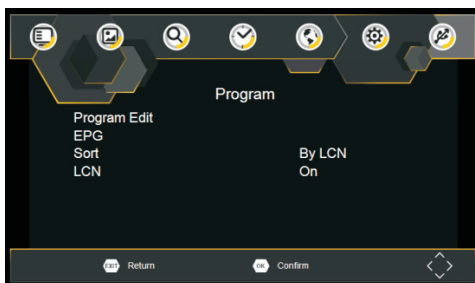 Program
Program Edit
EPG
Sort By LCN
LCN On
EXIT Return OK Confirm